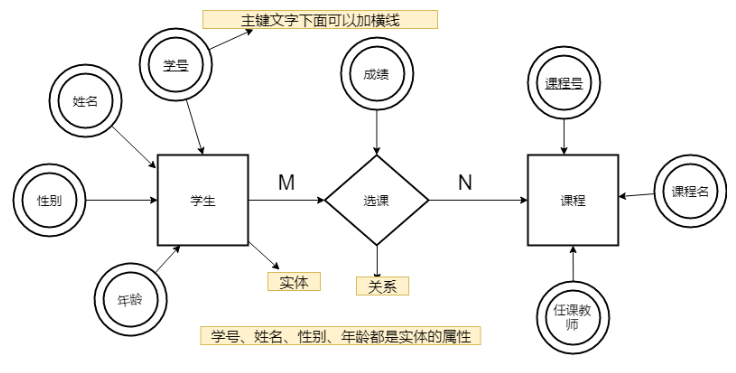 主键文字下面可以加横线
学号
成绩
课程号
姓名
性别
学生
M
选课
N
课程
课程名
年龄
实体
关系
任课教
师
学号、姓名、性别、年龄都是实体的属性